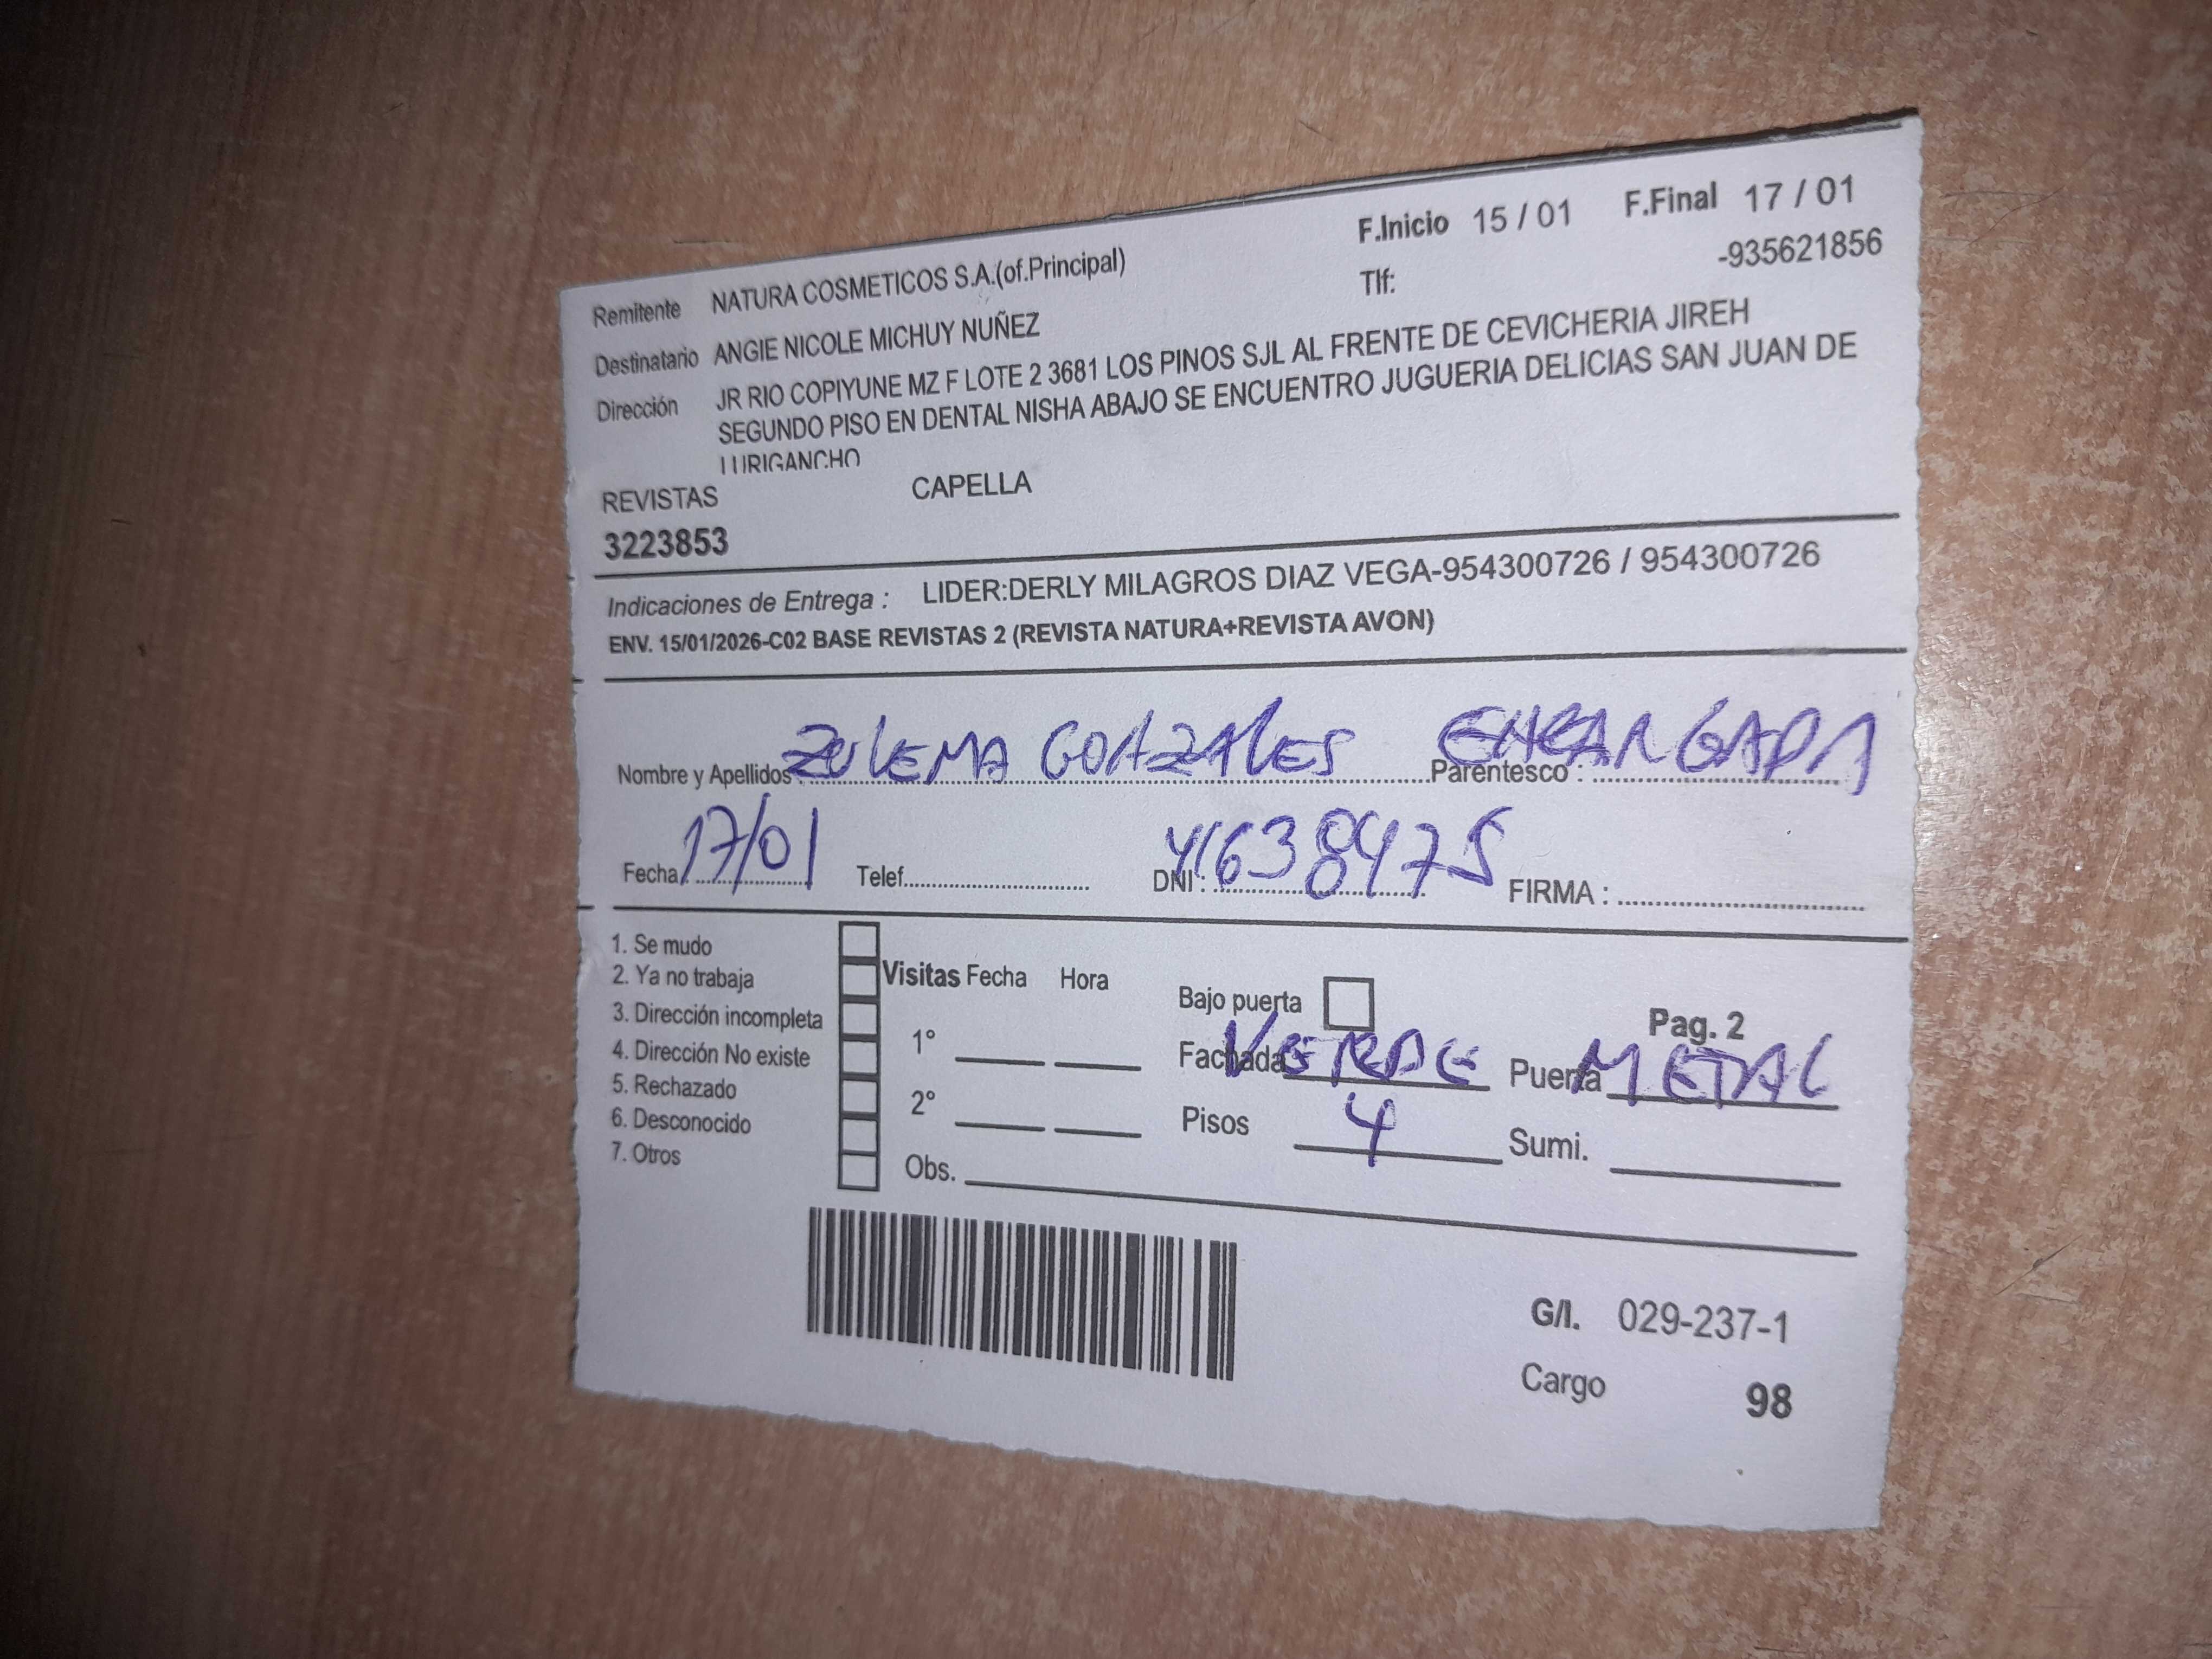 F.Inicio 15 / 01 F.Final 17 / 01
Remitente NATURA COSMETICOS S.A.(of.Principal) Tlf: -935621856
Destinatario ANGIE NICOLE MICHUY NUÑEZ
Dirección JR RIO COPIYUNE MZ F LOTE 2 3681 LOS PINOS SJL AL FRENTE DE CEVICHERIA JIREH
SEGUNDO PISO EN DENTAL NISHA ABAJO SE ENCUENTRO JUGUERIA DELICIAS SAN JUAN DE
LURIGANCHO
REVISTAS CAPELLA
3223853
Indicaciones de Entrega : LIDER:DERLY MILAGROS DIAZ VEGA-954300726 / 954300726
ENV. 15/01/2026-C02 BASE REVISTAS 2 (REVISTA NATURA+REVISTA AVON)
Nombre y Apellidos : ZULEMA GONZALES Parentesco : ENCARGADA
Fecha 17/01 Telef. DNI : 41638475 FIRMA :
1. Se mudo
2. Ya no trabaja Visitas Fecha Hora Bajo puerta
3. Dirección incompleta 1° Pag. 2
4. Dirección No existe Fachada VERDE Puerta METAL
5. Rechazado 2°
6. Desconocido Pisos 4 Sumi.
7. Otros Obs.
G/I. 029-237-1
Cargo 98